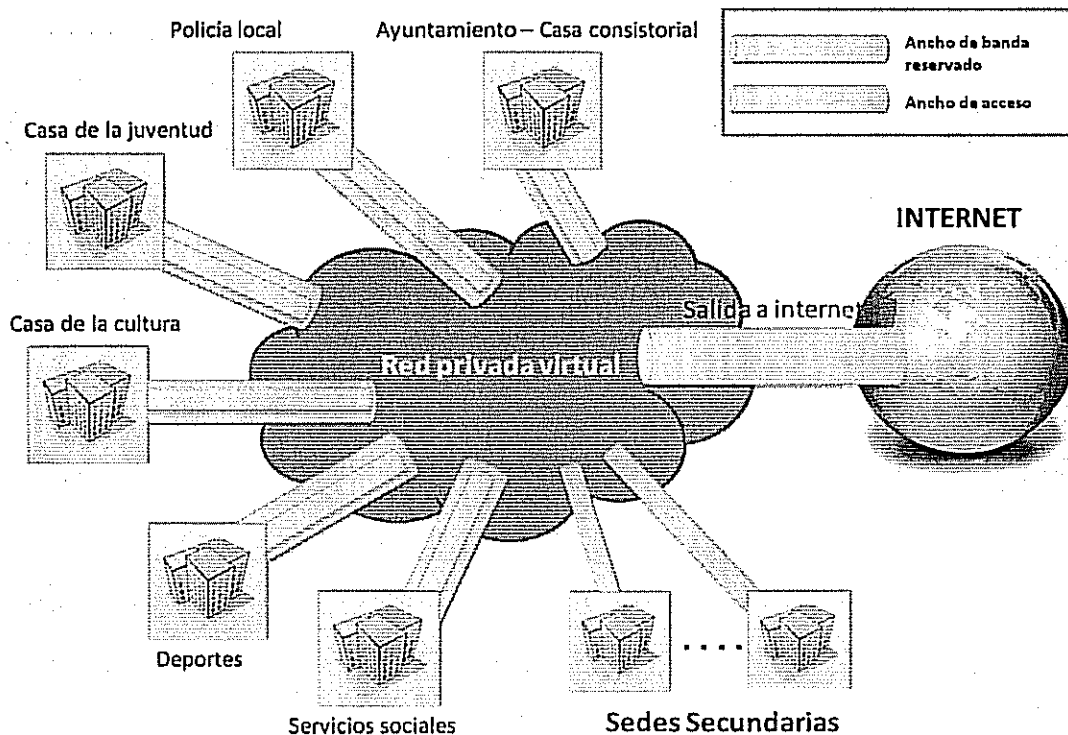 Policía local
Ayuntamiento – Casa consistorial
Ancho de banda
reservado
Ancho de acceso
Casa de la juventud
INTERNET
Casa de la cultura
Salida a internet
Red privada virtual
Deportes
Servicios sociales
Sedes Secundarias